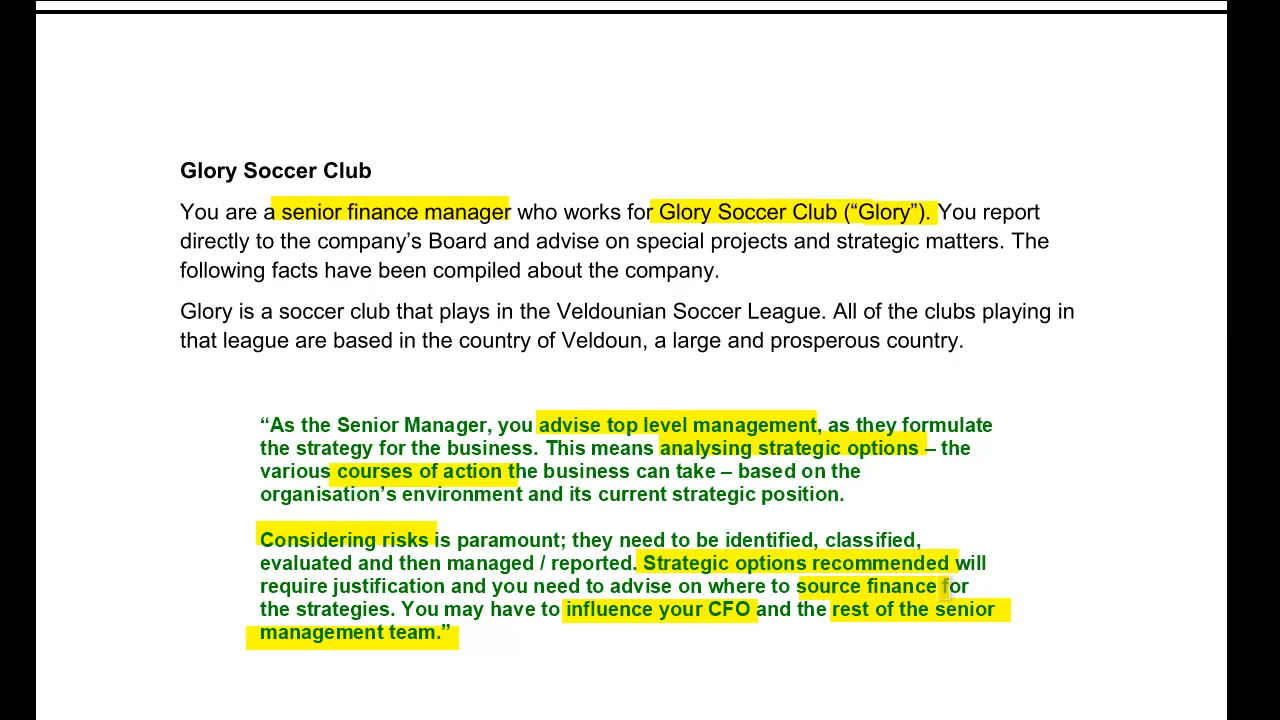 Glory Soccer Club
You are a senior finance manager who works for Glory Soccer Club (“Glory”). You report
directly to the company’s Board and advise on special projects and strategic matters. The
following facts have been compiled about the company.
Glory is a soccer club that plays in the Veldounian Soccer League. All of the clubs playing in
that league are based in the country of Veldoun, a large and prosperous country.
“As the Senior Manager, you advise top level management, as they formulate
the strategy for the business. This means analysing strategic options – the
various courses of action the business can take – based on the
organisation’s environment and its current strategic position.
Considering risks is paramount; they need to be identified, classified,
evaluated and then managed / reported. Strategic options recommended will
require justification and you need to advise on where to source finance for
the strategies. You may have to influence your CFO and the rest of the senior
management team.”